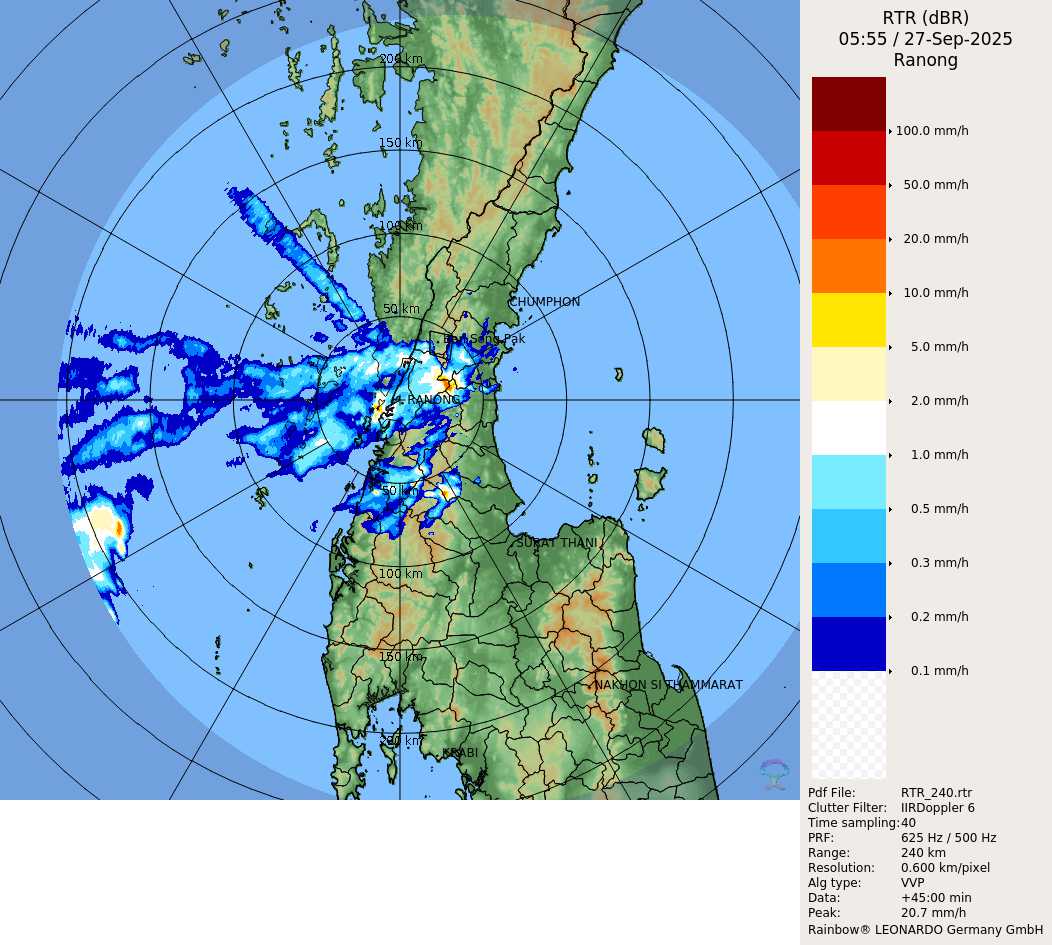 RTR (dBR)
05:55 / 27-Sep-2025
Ranong
200 km
150 km
100 km
50 km
CHUMPHON
Ban Song Pak
RANONG
50 km
SURAT THANI
100 km
150 km
NAKHON SI THAMMARAT
200 km
KRABI
100.0 mm/h
50.0 mm/h
20.0 mm/h
10.0 mm/h
5.0 mm/h
2.0 mm/h
1.0 mm/h
0.5 mm/h
0.3 mm/h
0.2 mm/h
0.1 mm/h
Pdf File: RTR_240.rtr
Clutter Filter: IIRDoppler 6
Time sampling: 40
PRF: 625 Hz / 500 Hz
Range: 240 km
Resolution: 0.600 km/pixel
Alg type: VVP
Data: +45:00 min
Peak: 20.7 mm/h
Rainbow® LEONARDO Germany GmbH